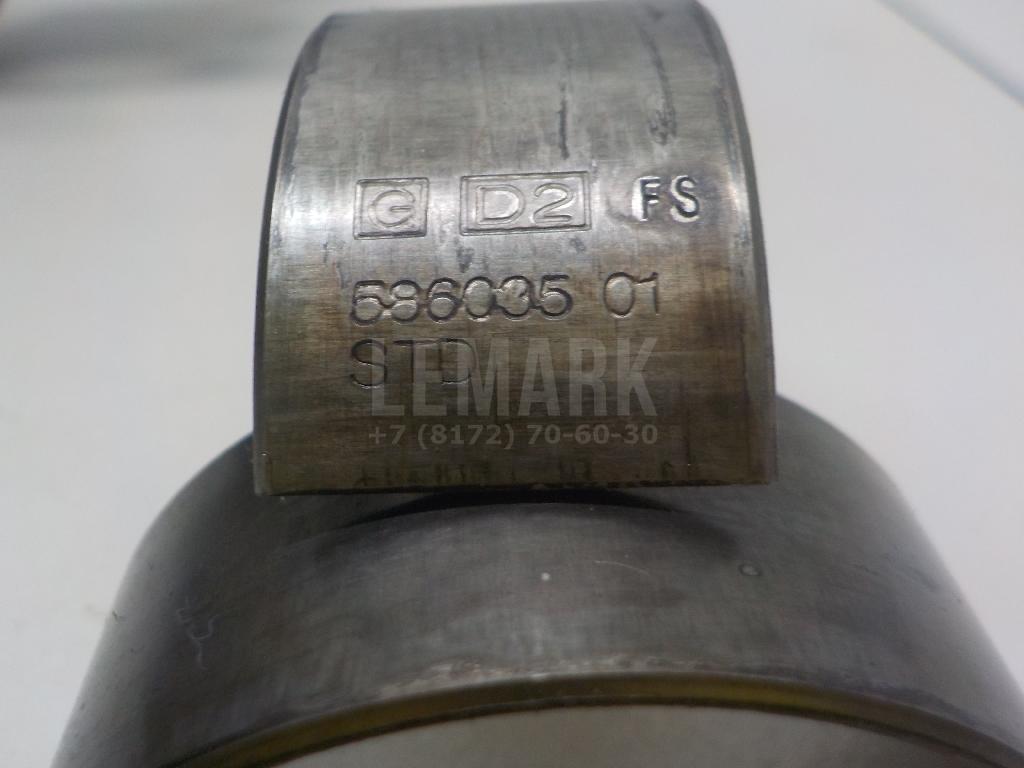 G D2 FS
586035 01
STD
LEMARK
+7 (8172) 70-60-30